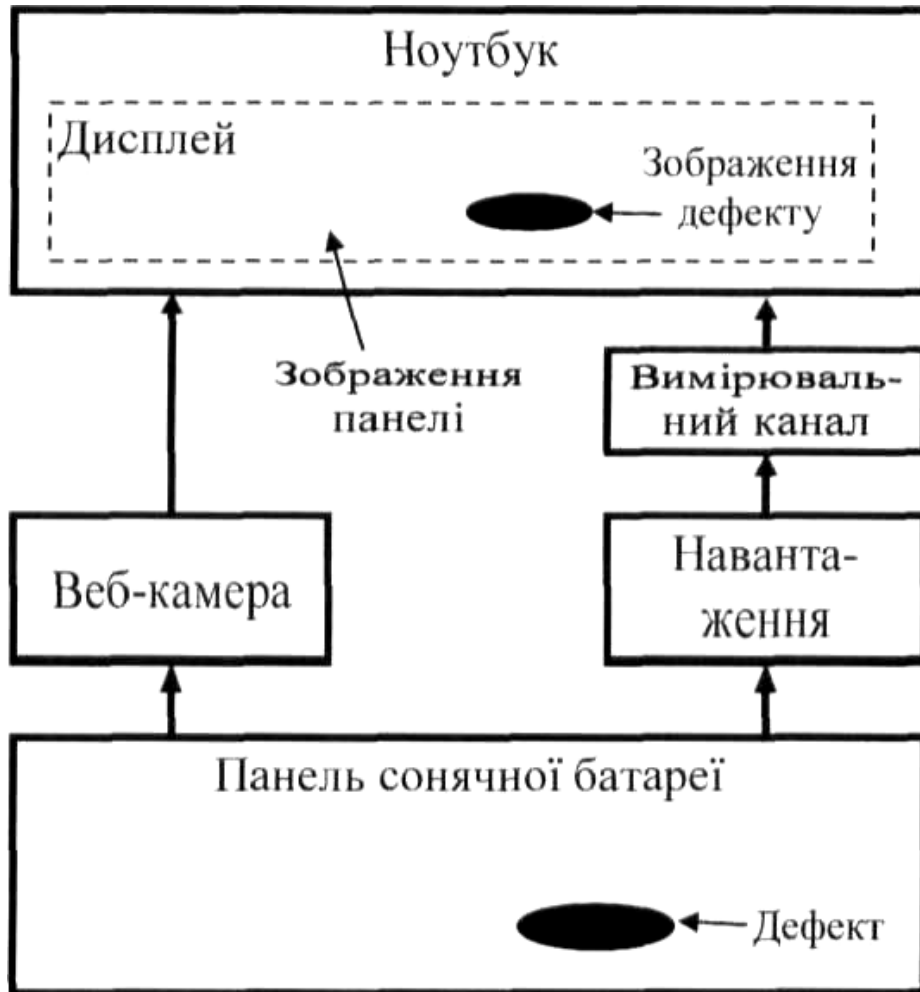 Ноутбук
Дисплей
Зображення
дефекту
Зображення
панелі
Вимірюваль-
ний канал
Веб-камера
Наванта-
ження
Панель сонячної батареї
Дефект